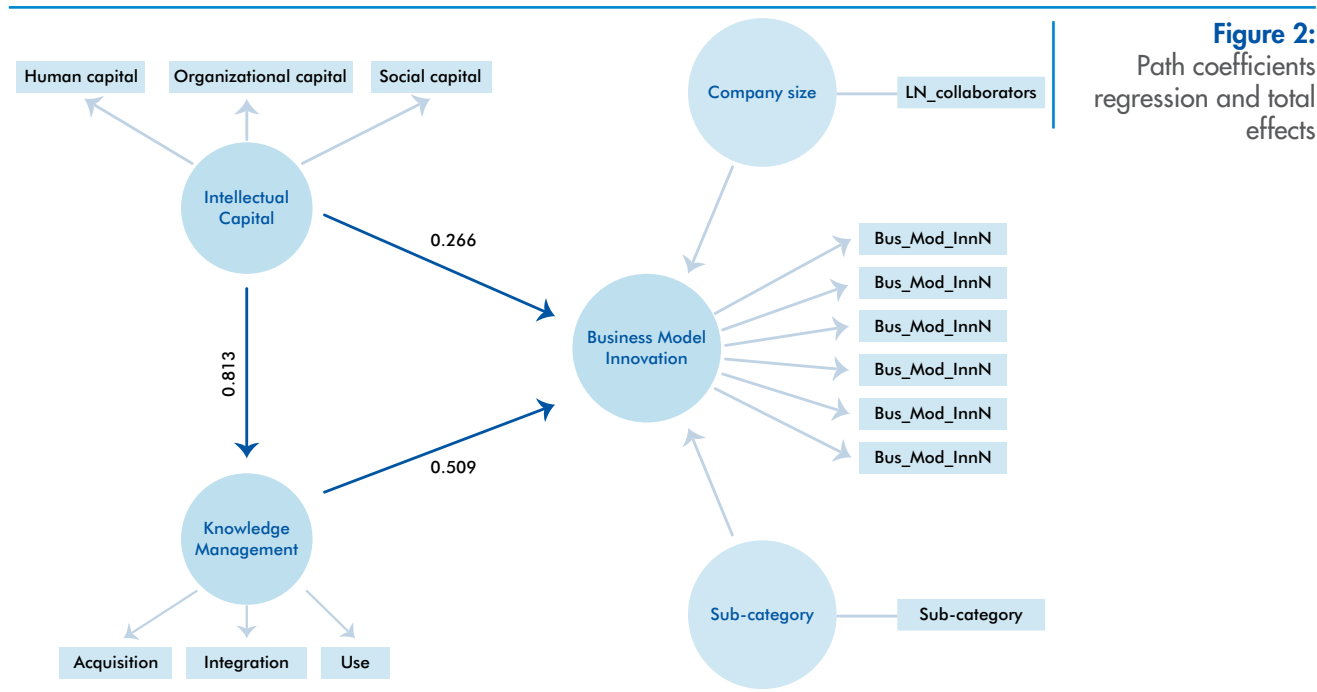 Figure 2:
Path coefficients
regression and total
effects
Human capital
Organizational capital
Social capital
Company size
LN_collaborators
Intellectual
Capital
0.266
Bus_Mod_InnN
Bus_Mod_InnN
Bus_Mod_InnN
Bus_Mod_InnN
Bus_Mod_InnN
Bus_Mod_InnN
Business Model
Innovation
0.813
0.509
Knowledge
Management
Sub-category
Sub-category
Acquisition
Integration
Use